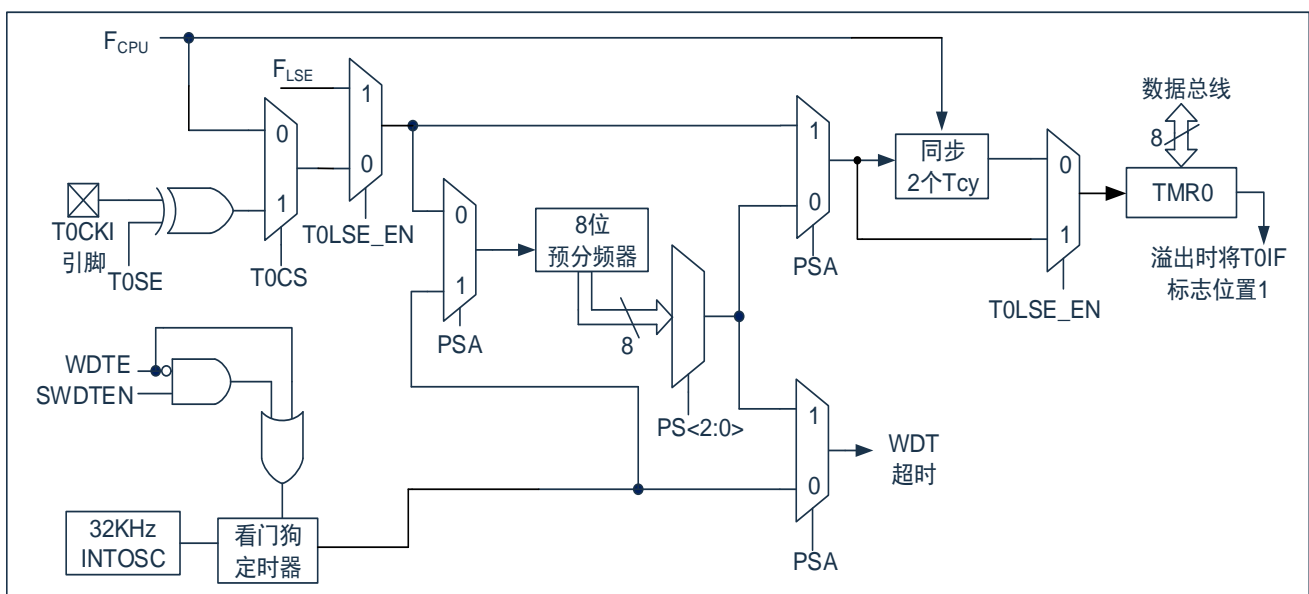 F_CPU
F_LSE
1
0
0
1
T0CKI
引脚
T0SE
T0CS
T0LSE_EN
0
1
PSA
8位
预分频器
8
PS<2:0>
1
0
PSA
同步
2个Tcy
0
1
T0LSE_EN
数据总线
8
TMR0
溢出时将T0IF
标志位置1
WDTE
SWDTEN
32KHz
INTOSC
看门狗
定时器
1
0
PSA
WDT
超时